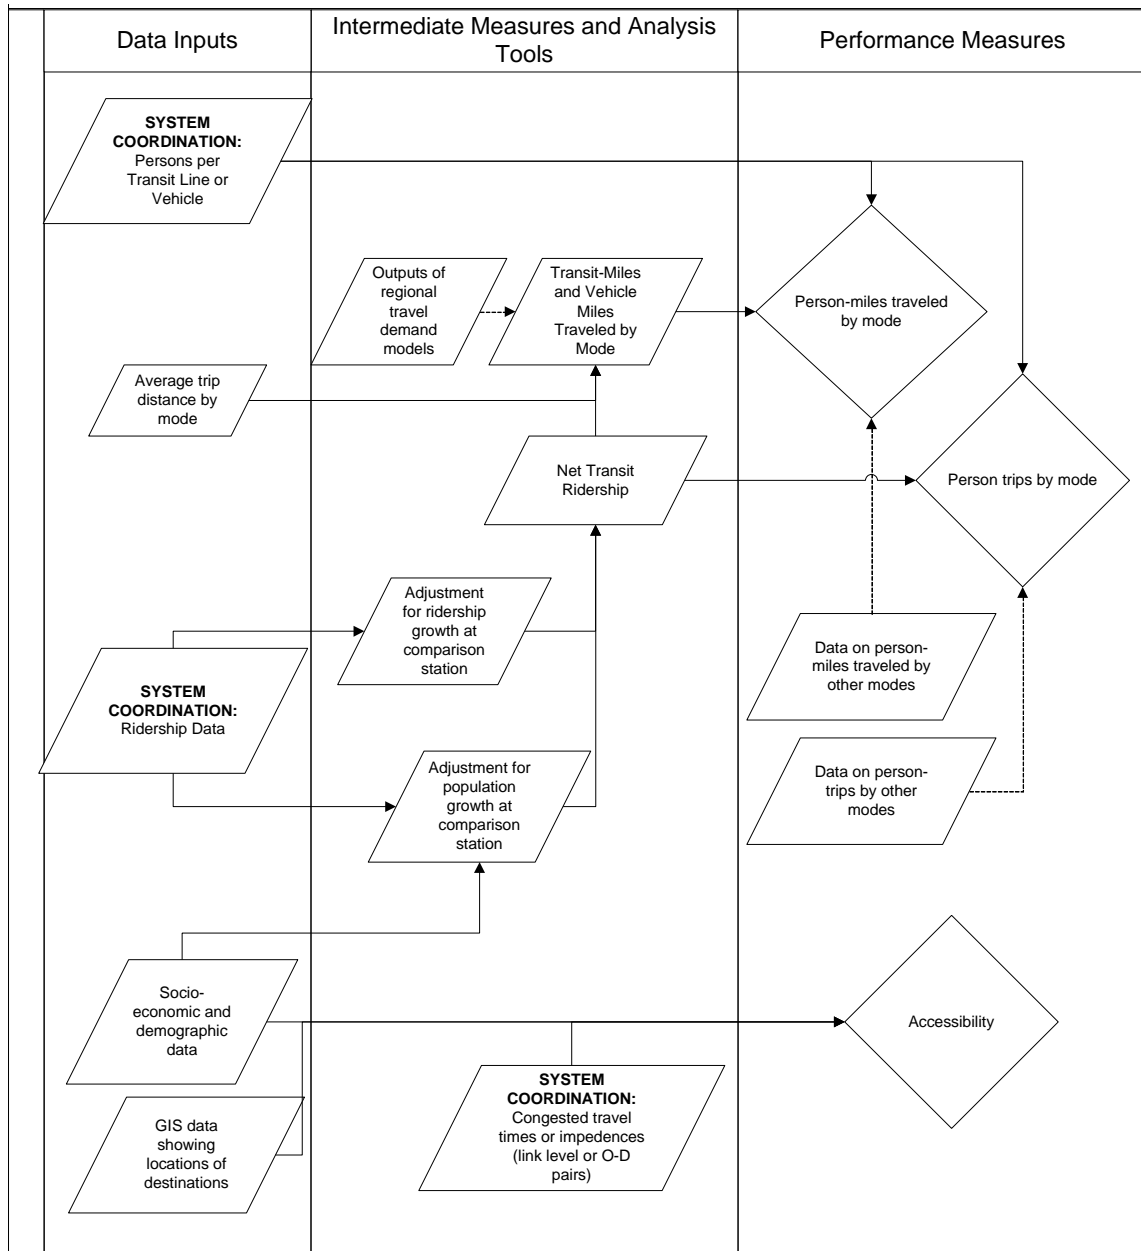 Data Inputs
Intermediate Measures and Analysis
Tools
Performance Measures
SYSTEM
COORDINATION:
Persons per
Transit Line or
Vehicle
Outputs of
regional
travel
demand
models
Transit-Miles
and Vehicle
Miles
Traveled by
Mode
Person-miles traveled
by mode
Average trip
distance by
mode
Net Transit
Ridership
Person trips by mode
Adjustment
for ridership
growth at
comparison
station
SYSTEM
COORDINATION:
Ridership Data
Data on person-
miles traveled by
other modes
Adjustment for
population
growth at
comparison
station
Data on person-
trips by other
modes
Socio-
economic and
demographic
data
Accessibility
GIS data
showing
locations of
destinations
SYSTEM
COORDINATION:
Congested travel
times or impedences
(link level or O-D
pairs)